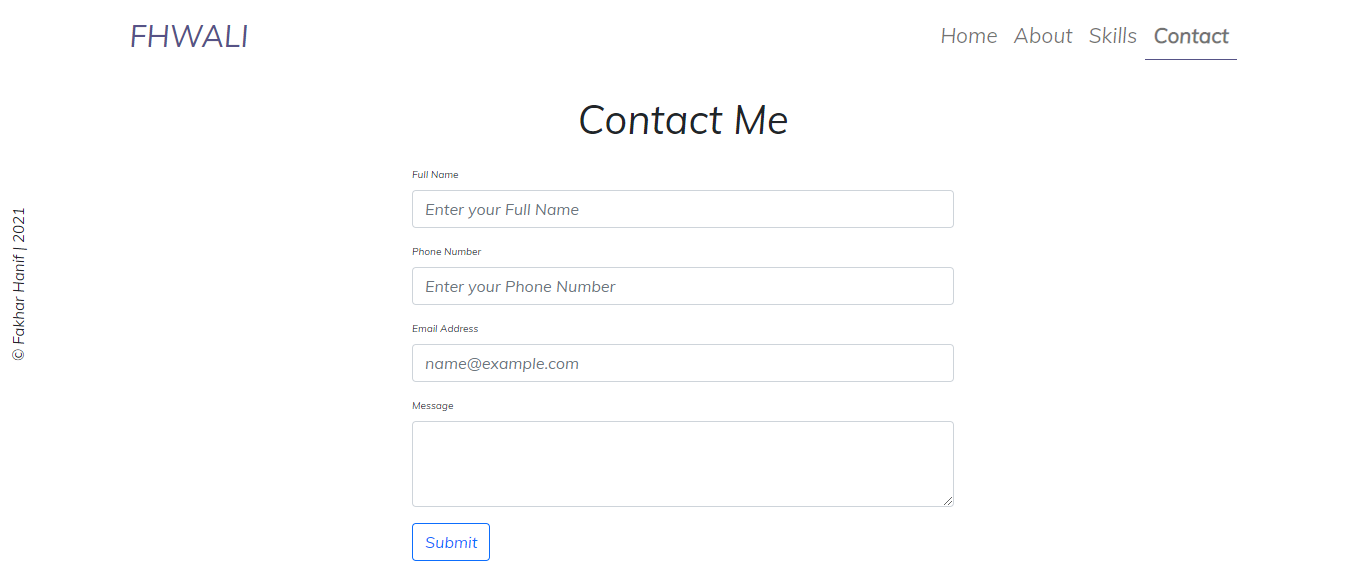 FHWALI
Home About Skills Contact
Contact Me
Full Name
Enter your Full Name
Phone Number
Enter your Phone Number
Email Address
name@example.com
Message
Submit
© Fakhar Hanif | 2021